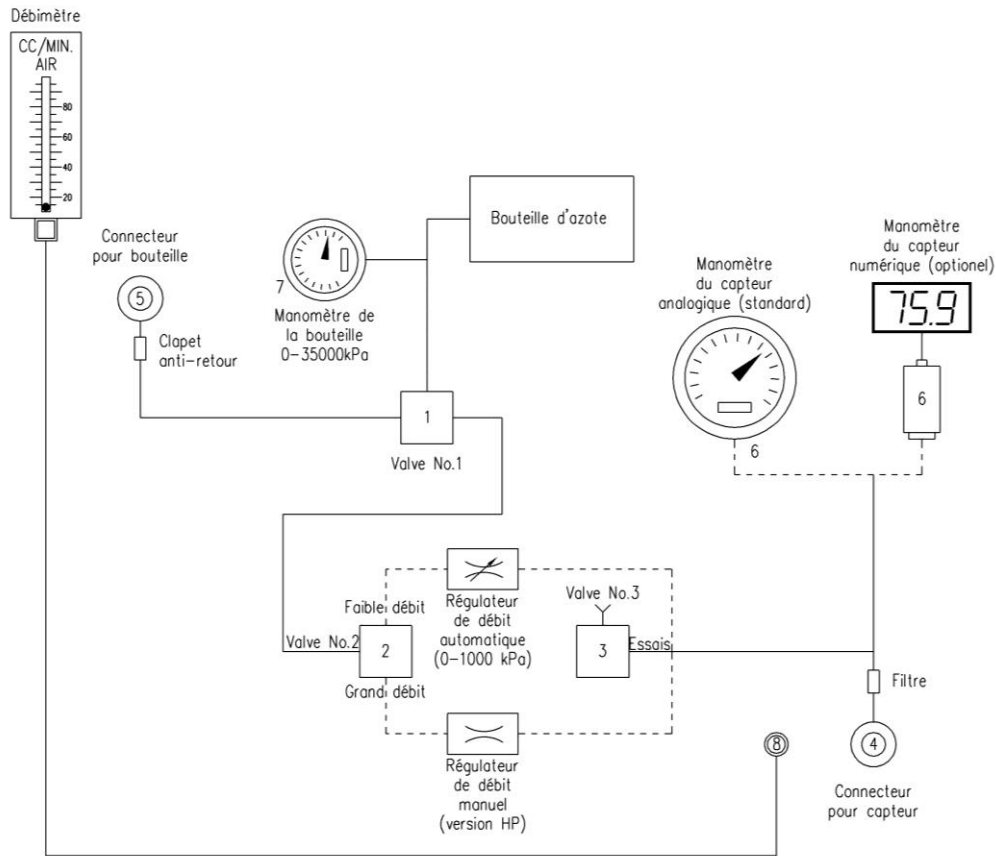 Débimètre
CC/MIN.
AIR
80
60
40
20
Connecteur
pour bouteille
5
Clapet
anti-retour
7
Manomètre de
la bouteille
0-35000kPa
Bouteille d'azote
Manomètre
du capteur
analogique (standard)
6
Manomètre
du capteur
numérique (optionel)
75.9
6
1
Valve No.1
Faible débit
Valve No.2
2
Grand débit
Régulateur
de débit
automatique
(0-1000 kPa)
Valve No.3
3
Essais
Régulateur
de débit
manuel
(version HP)
Filtre
8
4
Connecteur
pour capteur